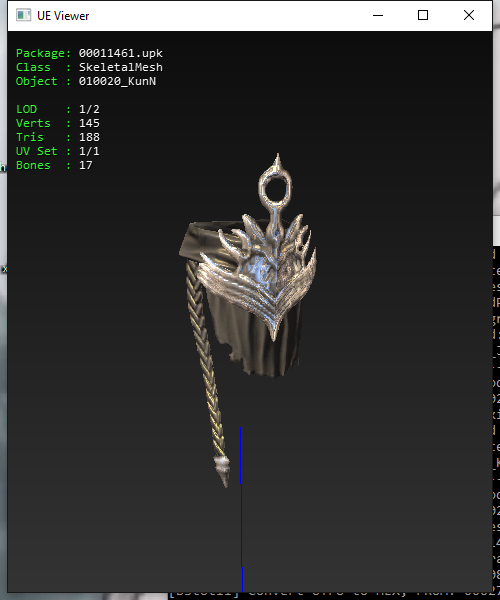 UE Viewer
Package: 00011461.upk
Class : SkeletalMesh
Object : 010020_KunN
LOD : 1/2
Verts : 145
Tris : 188
UV Set : 1/1
Bones : 17